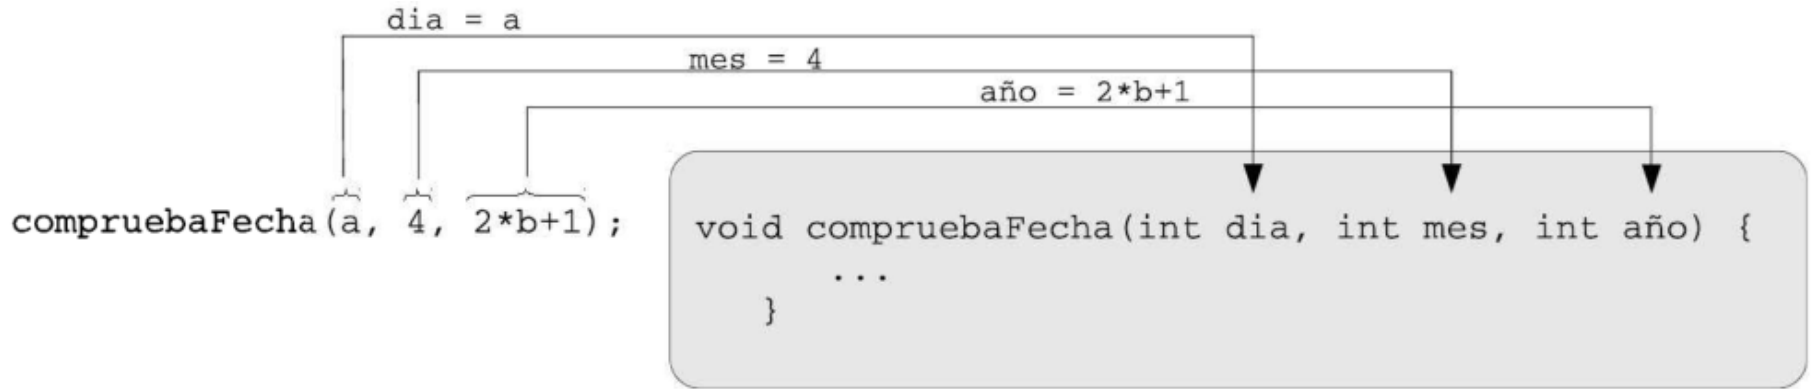 dia = a
mes = 4
año = 2*b+1
compruebaFecha(a, 4, 2*b+1);
void compruebaFecha(int dia, int mes, int año) {
...
}